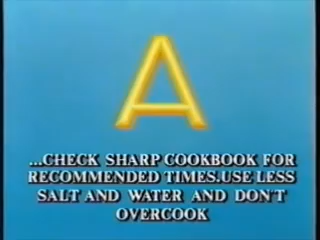 A
...CHECK SHARP COOKBOOK FOR
RECOMMENDED TIMES.USE LESS
SALT AND WATER AND DON'T
OVERCOOK